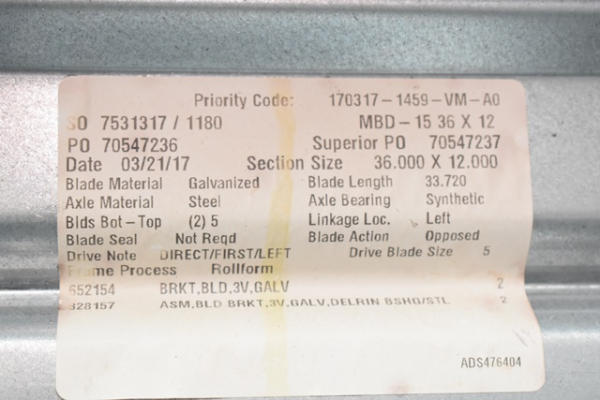 Priority Code: 170317-1459-VM-A0
SO 7531317 / 1180 MBD-15 36 X 12
PO 70547236 Superior PO 70547237
Date 03/21/17 Section Size 36.000 X 12.000
Blade Material Galvanized Blade Length 33.720
Axle Material Steel Axle Bearing Synthetic
Blds Bot-Top (2) 5 Linkage Loc. Left
Blade Seal Not Reqd Blade Action Opposed
Drive Note DIRECT/FIRST/LEFT Drive Blade Size 5
Frame Process Rollform
652154 BRKT,BLD,3V,GALV 2
328157 ASM,BLD BRKT,3V,GALV,DELRIN BSHG/STL 2
ADS476404